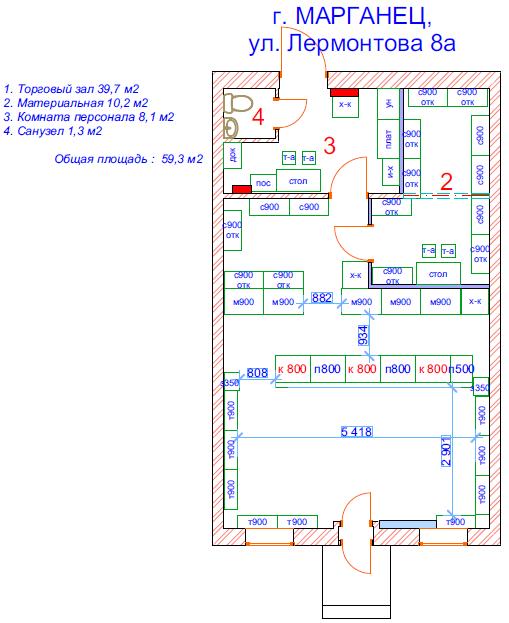 г. МАРГАНЕЦ,
ул. Лермонтова 8а
1. Торговый зал 39,7 м2
2. Материальная 10,2 м2
3. Комната персонала 8,1 м2
4. Санузел 1,3 м2
Общая площадь : 59,3 м2
4
х-к
ун
с900 отк
с900 отк
с900 отк
плат
с900
3
док
т-а
т-а
и-х
с900 отк
с900
2
пос
стол
с900
с900
с900 отк
с900
с900 отк
т-а
т-а
с900
с900 отк
с900 отк
х-к
с900 отк
стол
м900
м900
882
м900
м900
м900
х-к
934
808
к 800
п800
к 800
п800
к 800
п500
з350
з350
т900
т900
т900
5 418
2 901
т900
т900
т900
т900
т900
т900